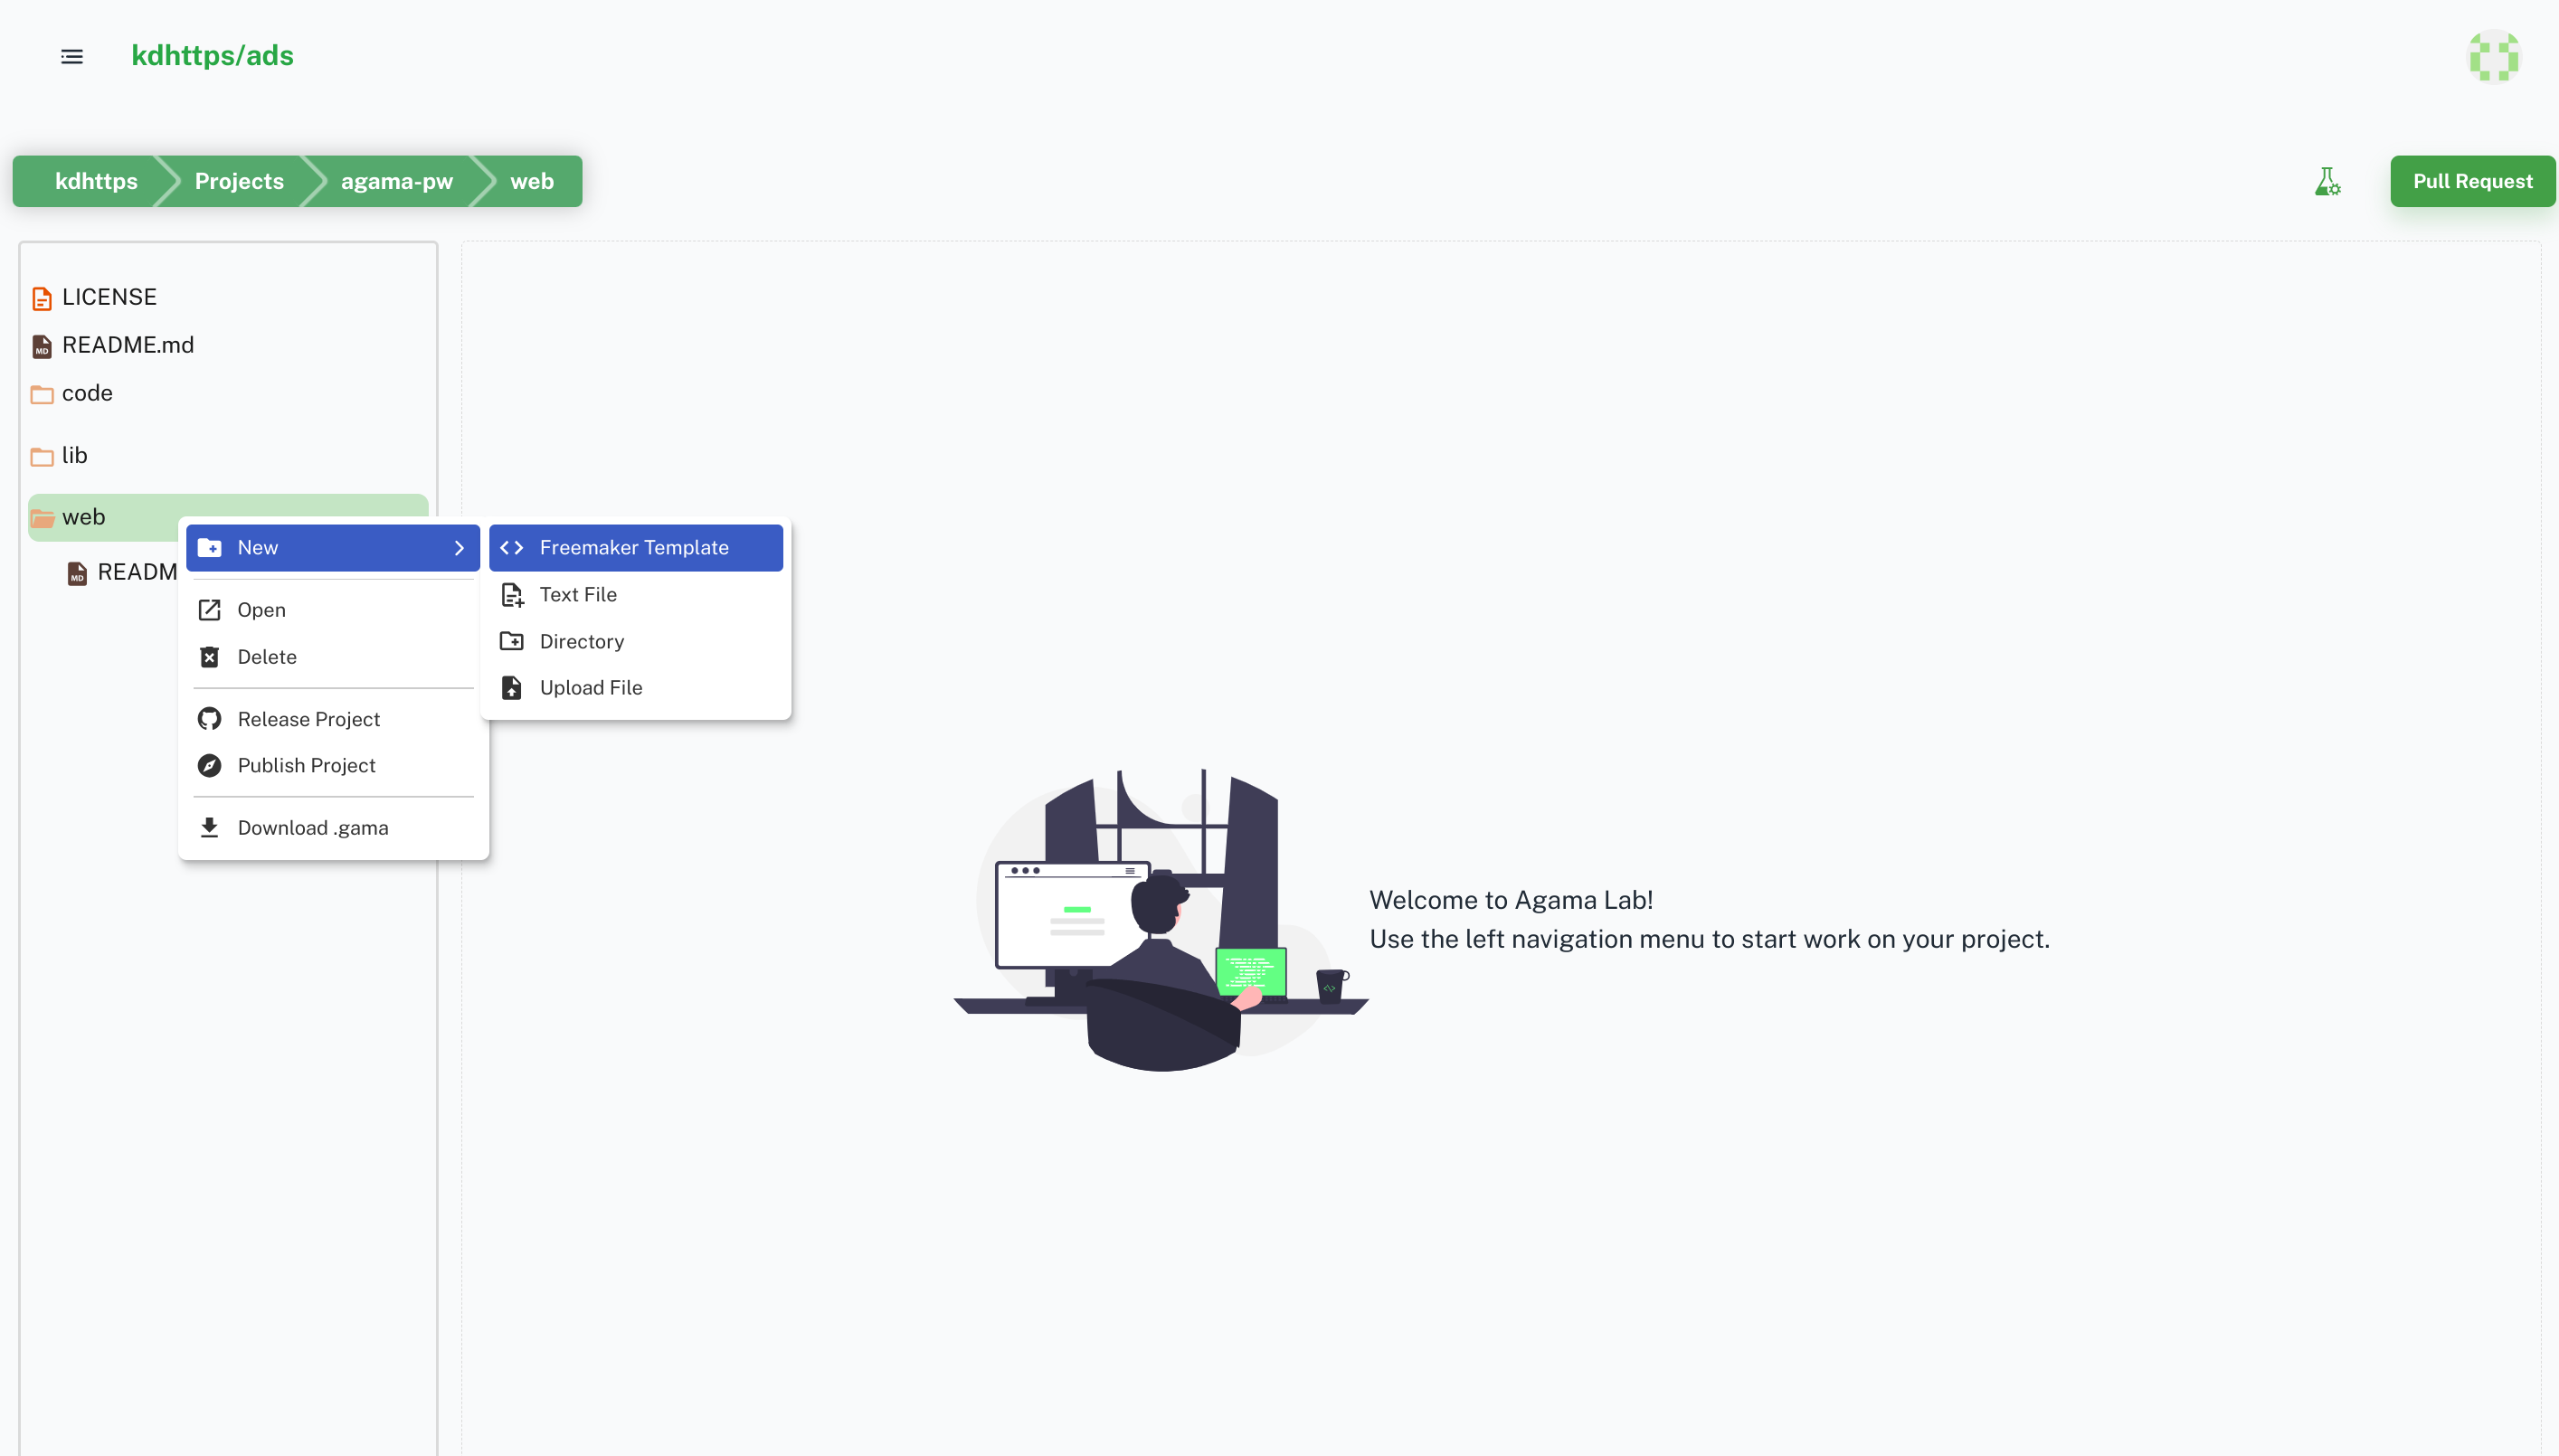 kdhttps/ads
kdhttps Projects agama-pw web
Pull Request
LICENSE
README.md
code
lib
web
READM
New
Open
Delete
Release Project
Publish Project
Download .gama
Freemaker Template
Text File
Directory
Upload File
Welcome to Agama Lab!
Use the left navigation menu to start work on your project.